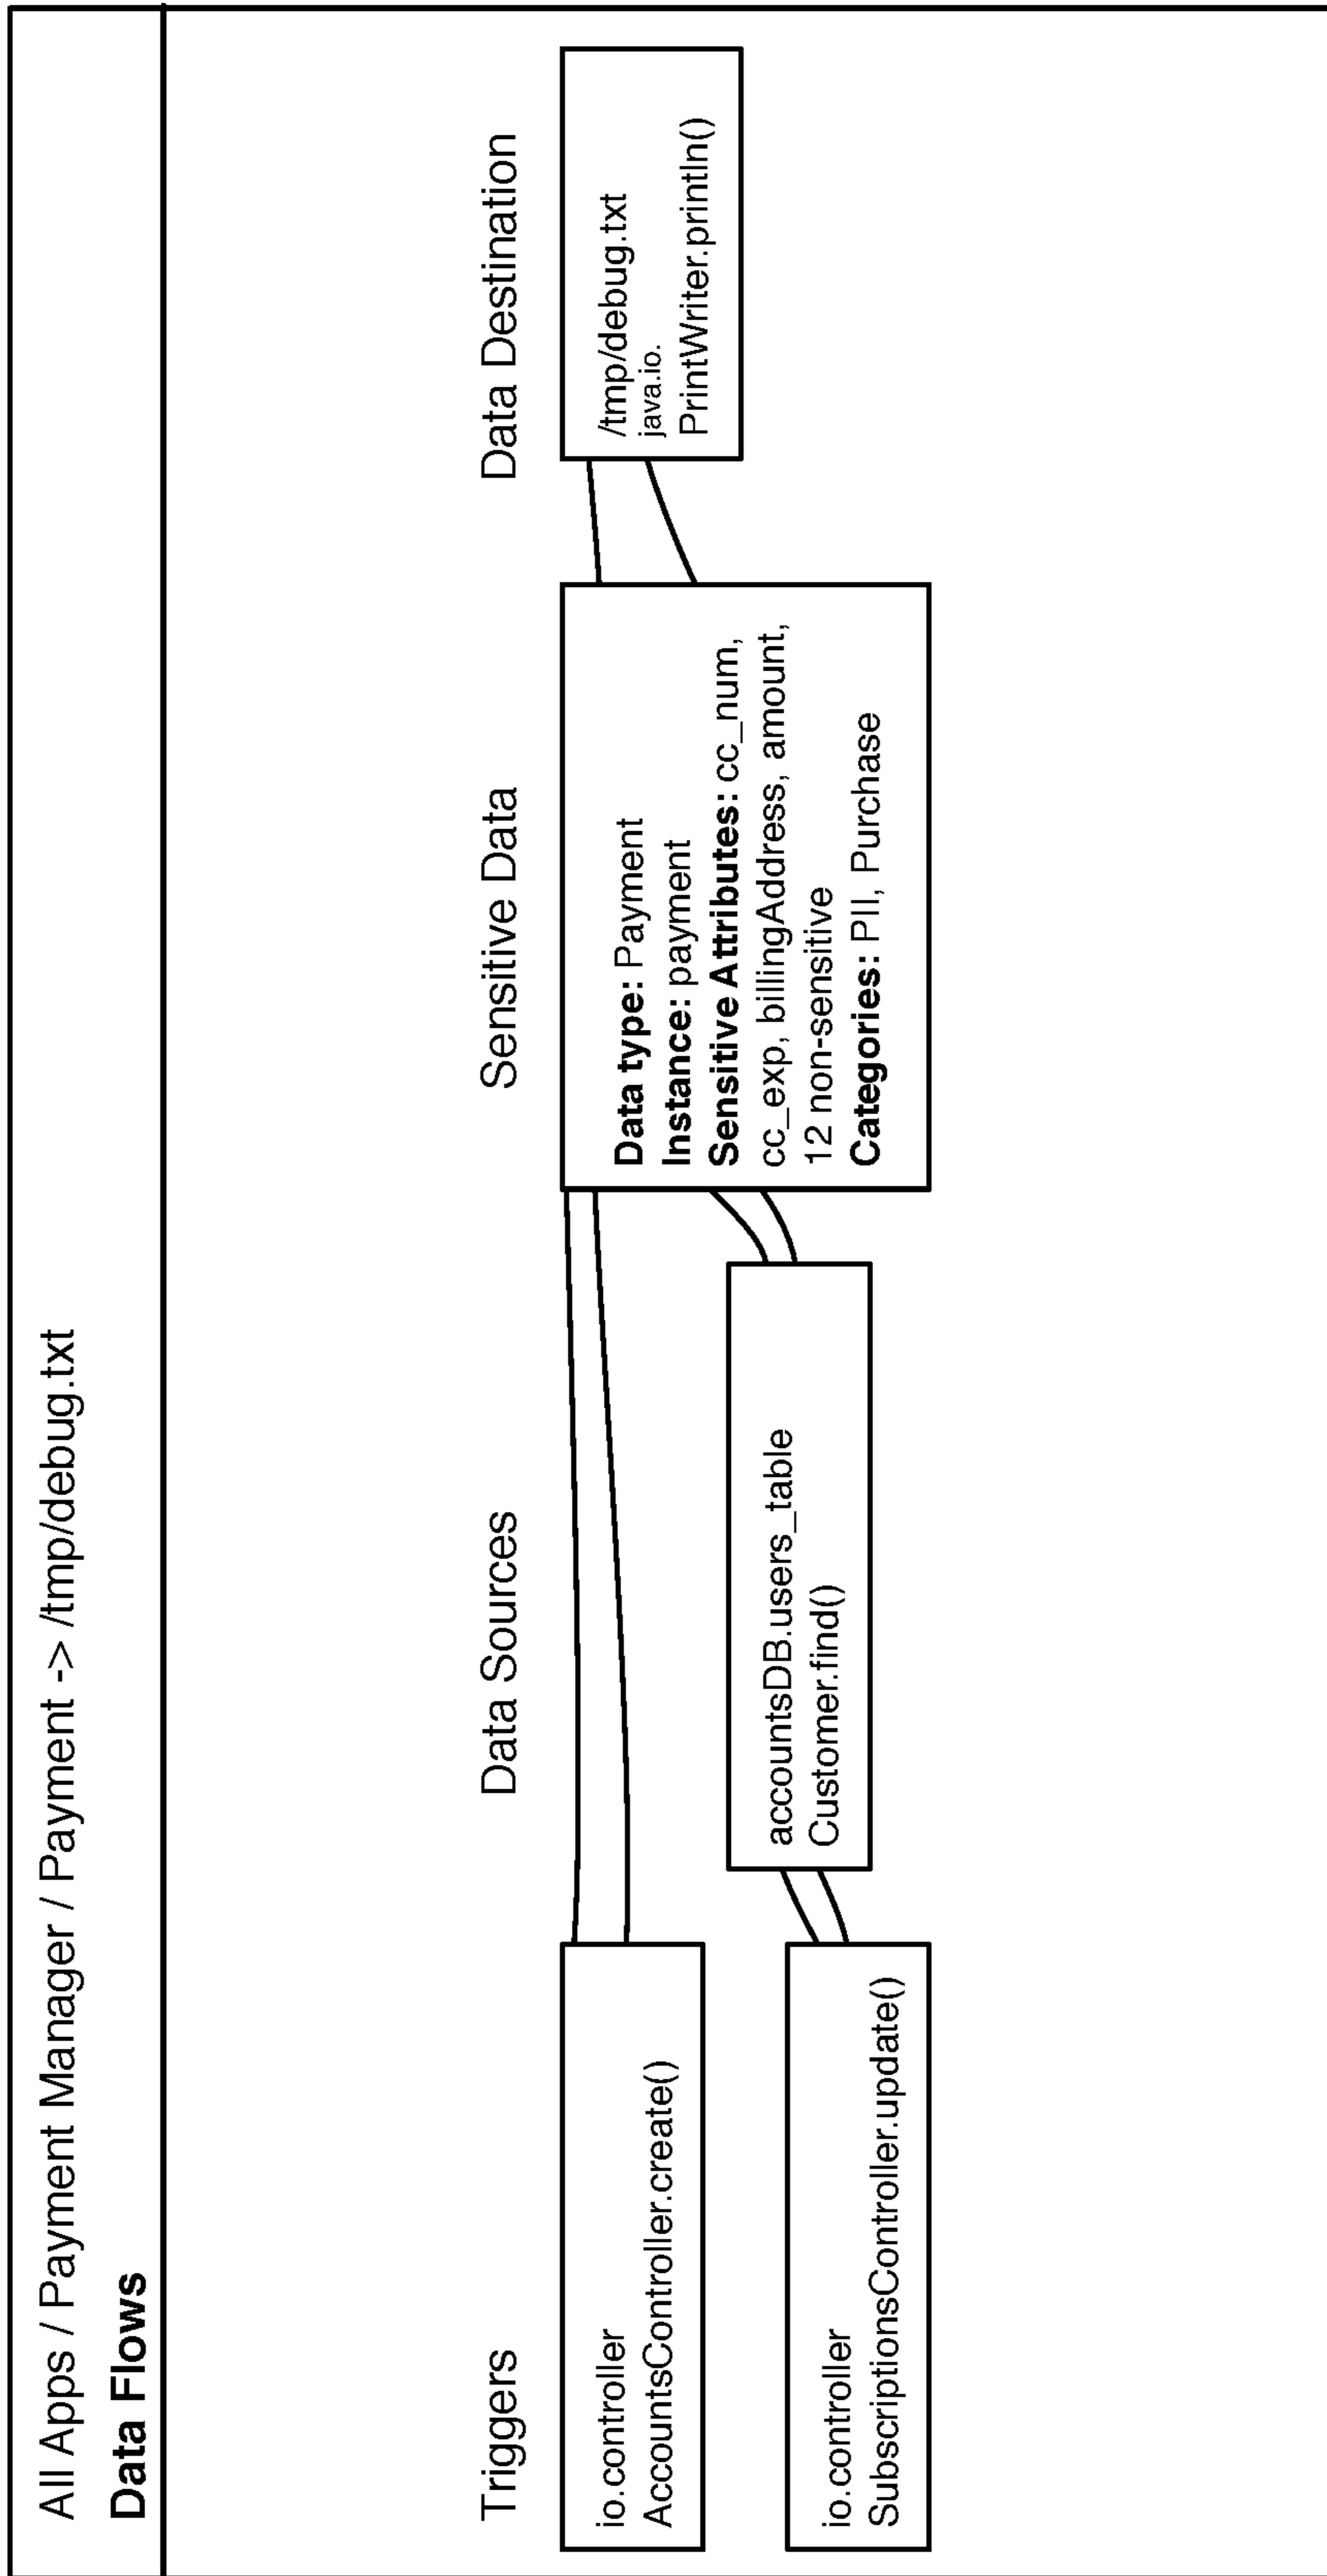 All Apps / Payment Manager / Payment -> /tmp/debug.txt
Data Flows
Triggers
Data Sources
Sensitive Data
Data Destination
io.controller
AccountsController.create()
io.controller
SubscriptionsController.update()
accountsDB.users_table
Customer.find()
Data type: Payment
Instance: payment
Sensitive Attributes: cc_num,
cc_exp, billingAddress, amount,
12 non-sensitive
Categories: PII, Purchase
/tmp/debug.txt
java.io.
PrintWriter.println()